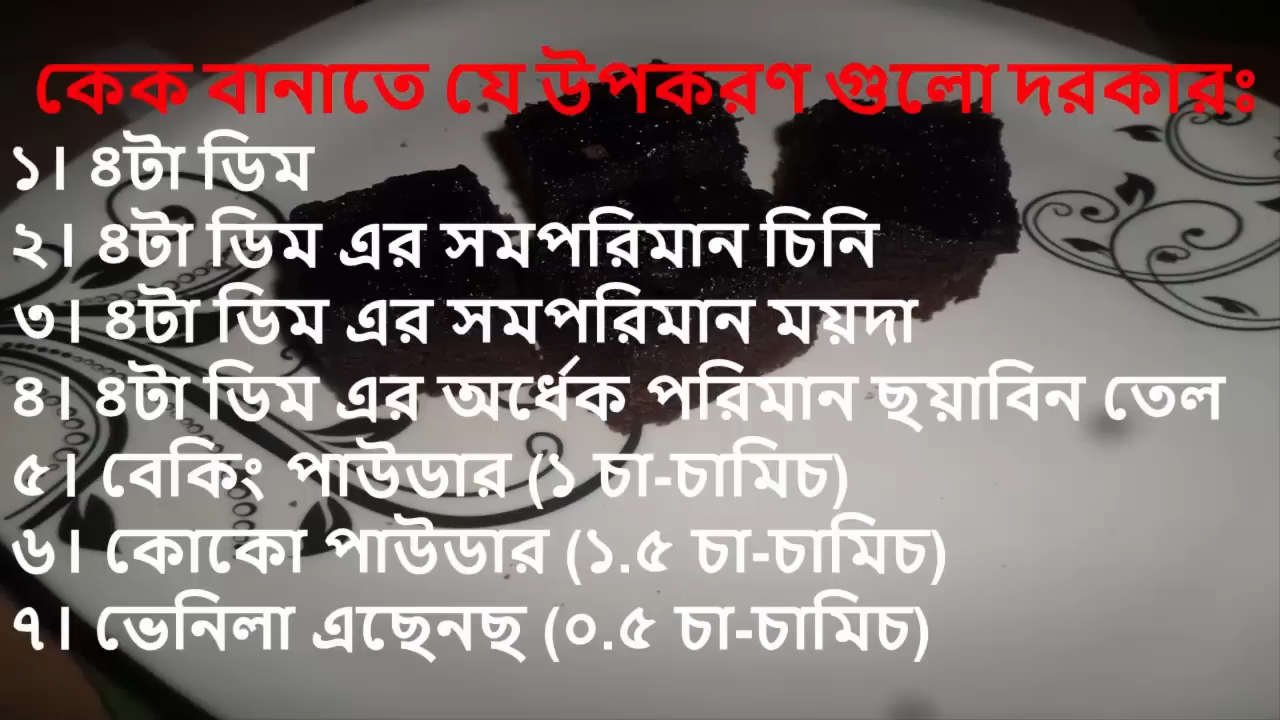 কেক বানাতে যে উপকরণ গুলো দরকারঃ
১। ৪টা ডিম
২। ৪টা ডিম এর সমপরিমান চিনি
৩। ৪টা ডিম এর সমপরিমান ময়দা
৪। ৪টা ডিম এর অর্ধেক পরিমান ছয়াবিন তেল
৫। বেকিং পাউডার (১ চা-চামিচ)
৬। কোকো পাউডার (১.৫ চা-চামিচ)
৭। ভেনিলা এছেনছ (০.৫ চা-চামিচ)